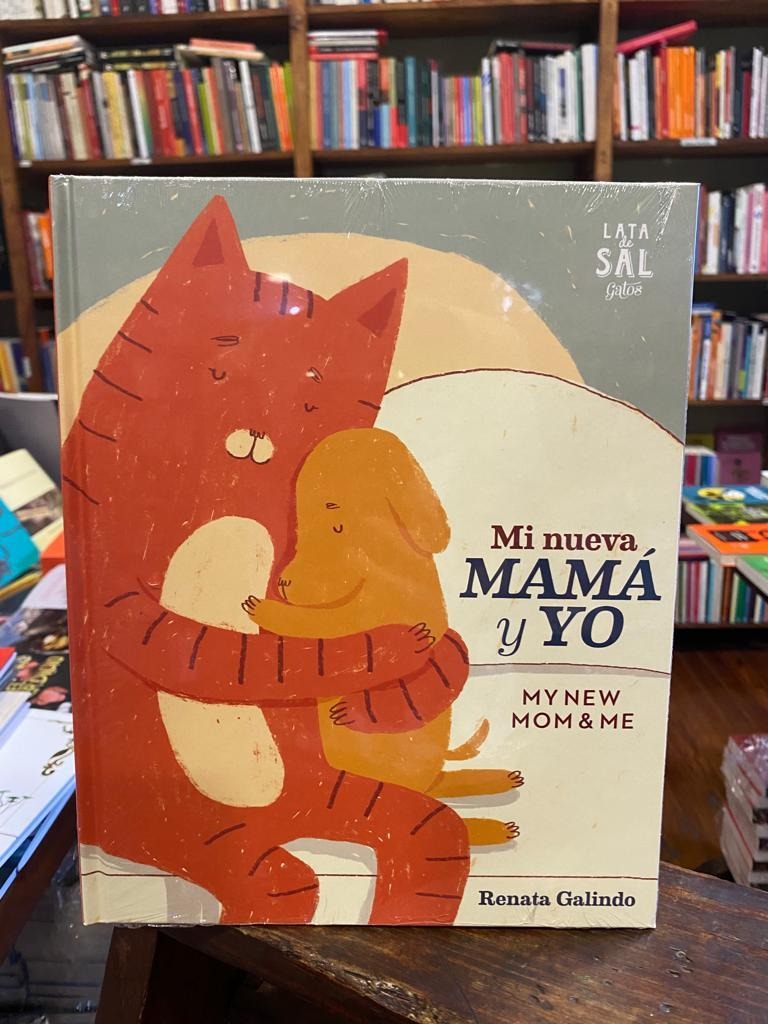 LATA
de
SAL
Gatos
Mi nueva
MAMÁ
y YO
MY NEW
MOM & ME
Renata Galindo